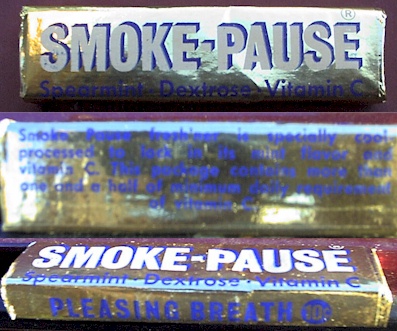 SMOKE-PAUSE ®
Spearmint · Dextrose · Vitamin C
Smoke Pause freshner is specially cool
processed to lock in its mint flavor and
vitamin C. This package contains more than
one and a half of minimum daily requirement
of vitamin C.
SMOKE-PAUSE ®
Spearmint · Dextrose · Vitamin C
PLEASING BREATH 10¢